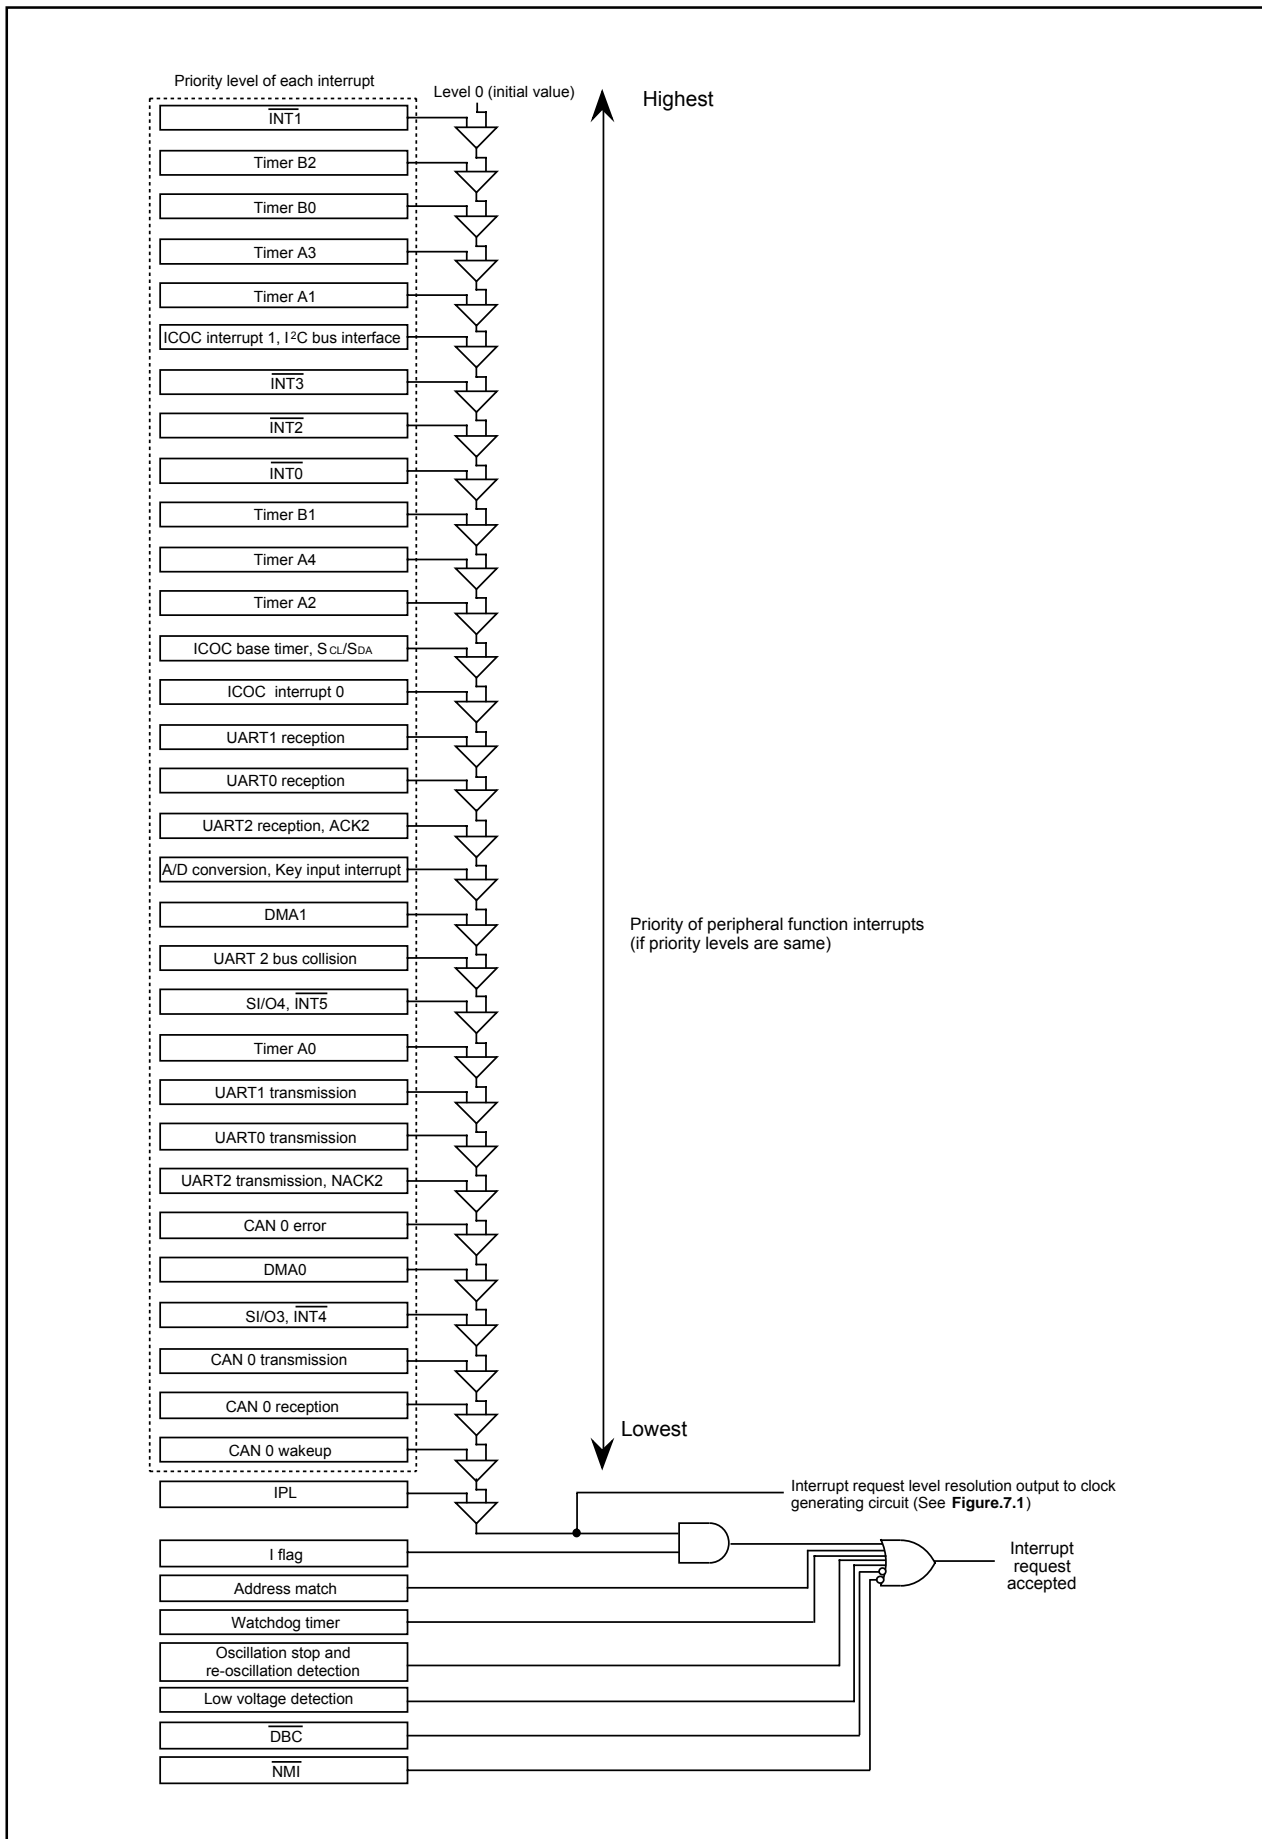 Priority level of each interrupt
Level 0 (initial value)
Highest
INT1
Timer B2
Timer B0
Timer A3
Timer A1
ICOC interrupt 1, I²C bus interface
INT3
INT2
INT0
Timer B1
Timer A4
Timer A2
ICOC base timer, SCL/SDA
ICOC interrupt 0
UART1 reception
UART0 reception
UART2 reception, ACK2
A/D conversion, Key input interrupt
DMA1
Priority of peripheral function interrupts
(if priority levels are same)
UART 2 bus collision
SI/O4, INT5
Timer A0
UART1 transmission
UART0 transmission
UART2 transmission, NACK2
CAN 0 error
DMA0
SI/O3, INT4
CAN 0 transmission
CAN 0 reception
Lowest
CAN 0 wakeup
IPL
Interrupt request level resolution output to clock
generating circuit (See Figure.7.1)
I flag
Interrupt
request
accepted
Address match
Watchdog timer
Oscillation stop and
re-oscillation detection
Low voltage detection
DBC
NMI